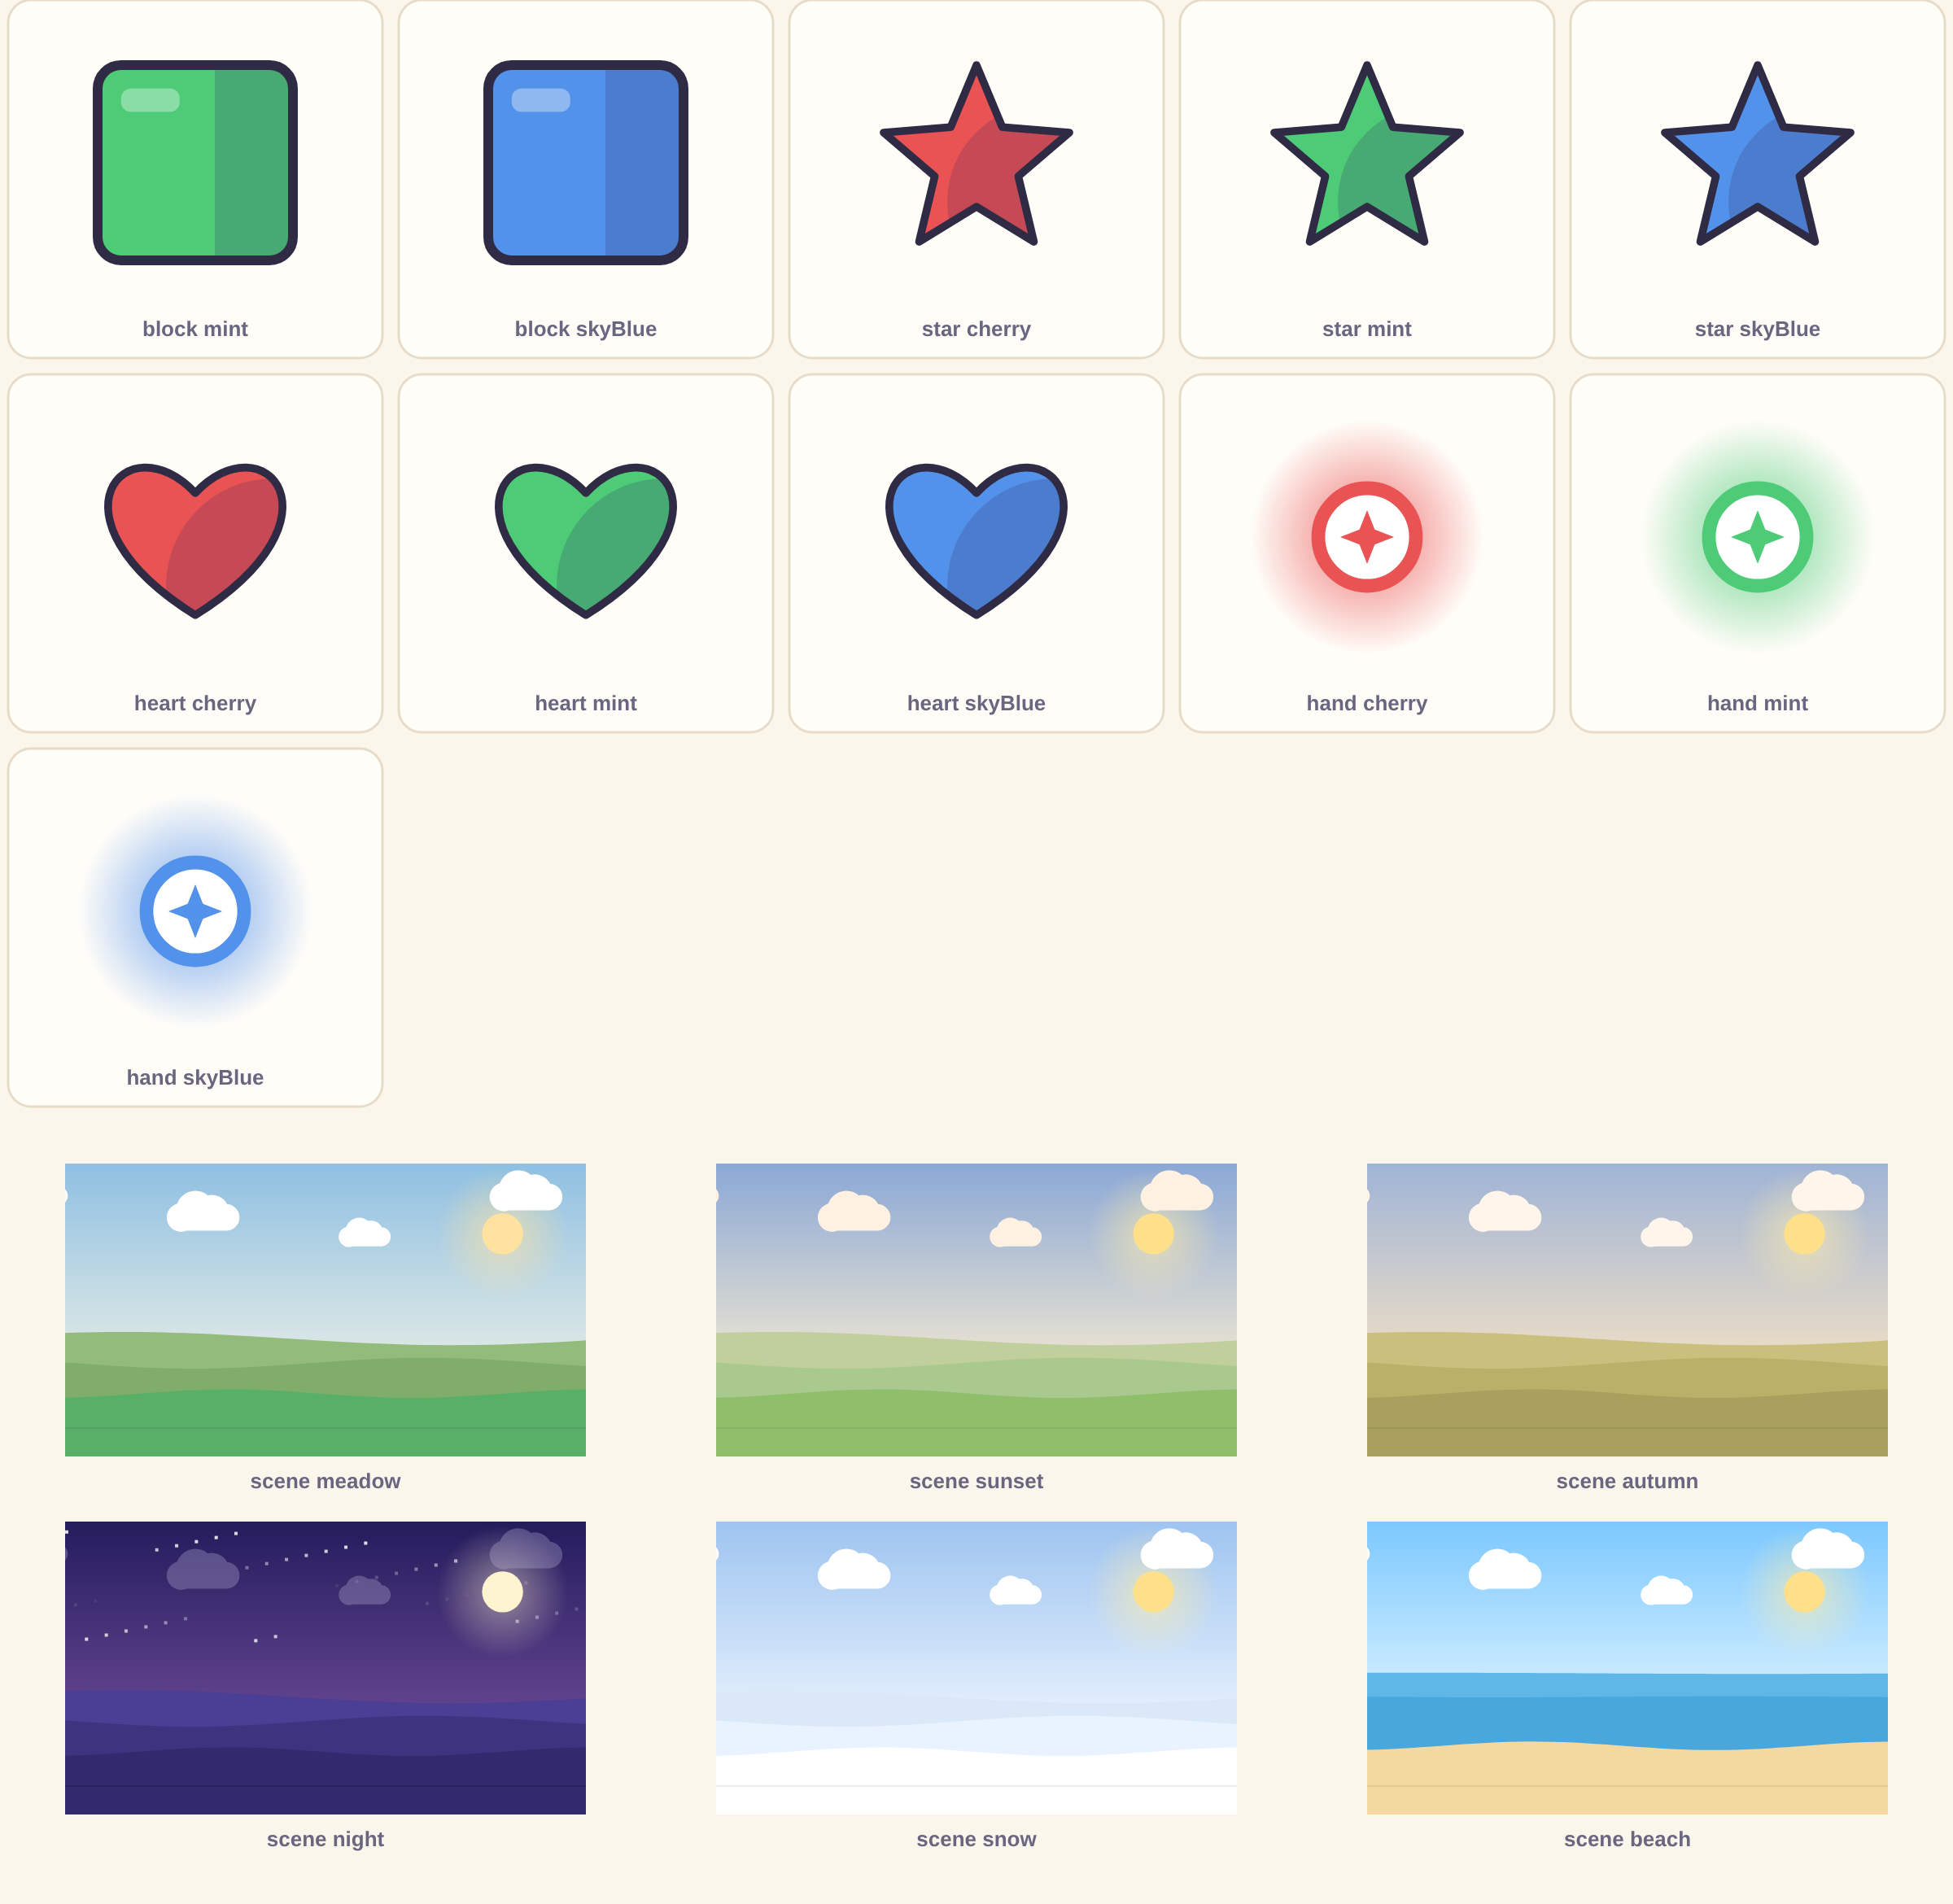 block mint
block skyBlue
star cherry
star mint
star skyBlue
heart cherry
heart mint
heart skyBlue
hand cherry
hand mint
hand skyBlue
scene meadow
scene sunset
scene autumn
scene night
scene snow
scene beach